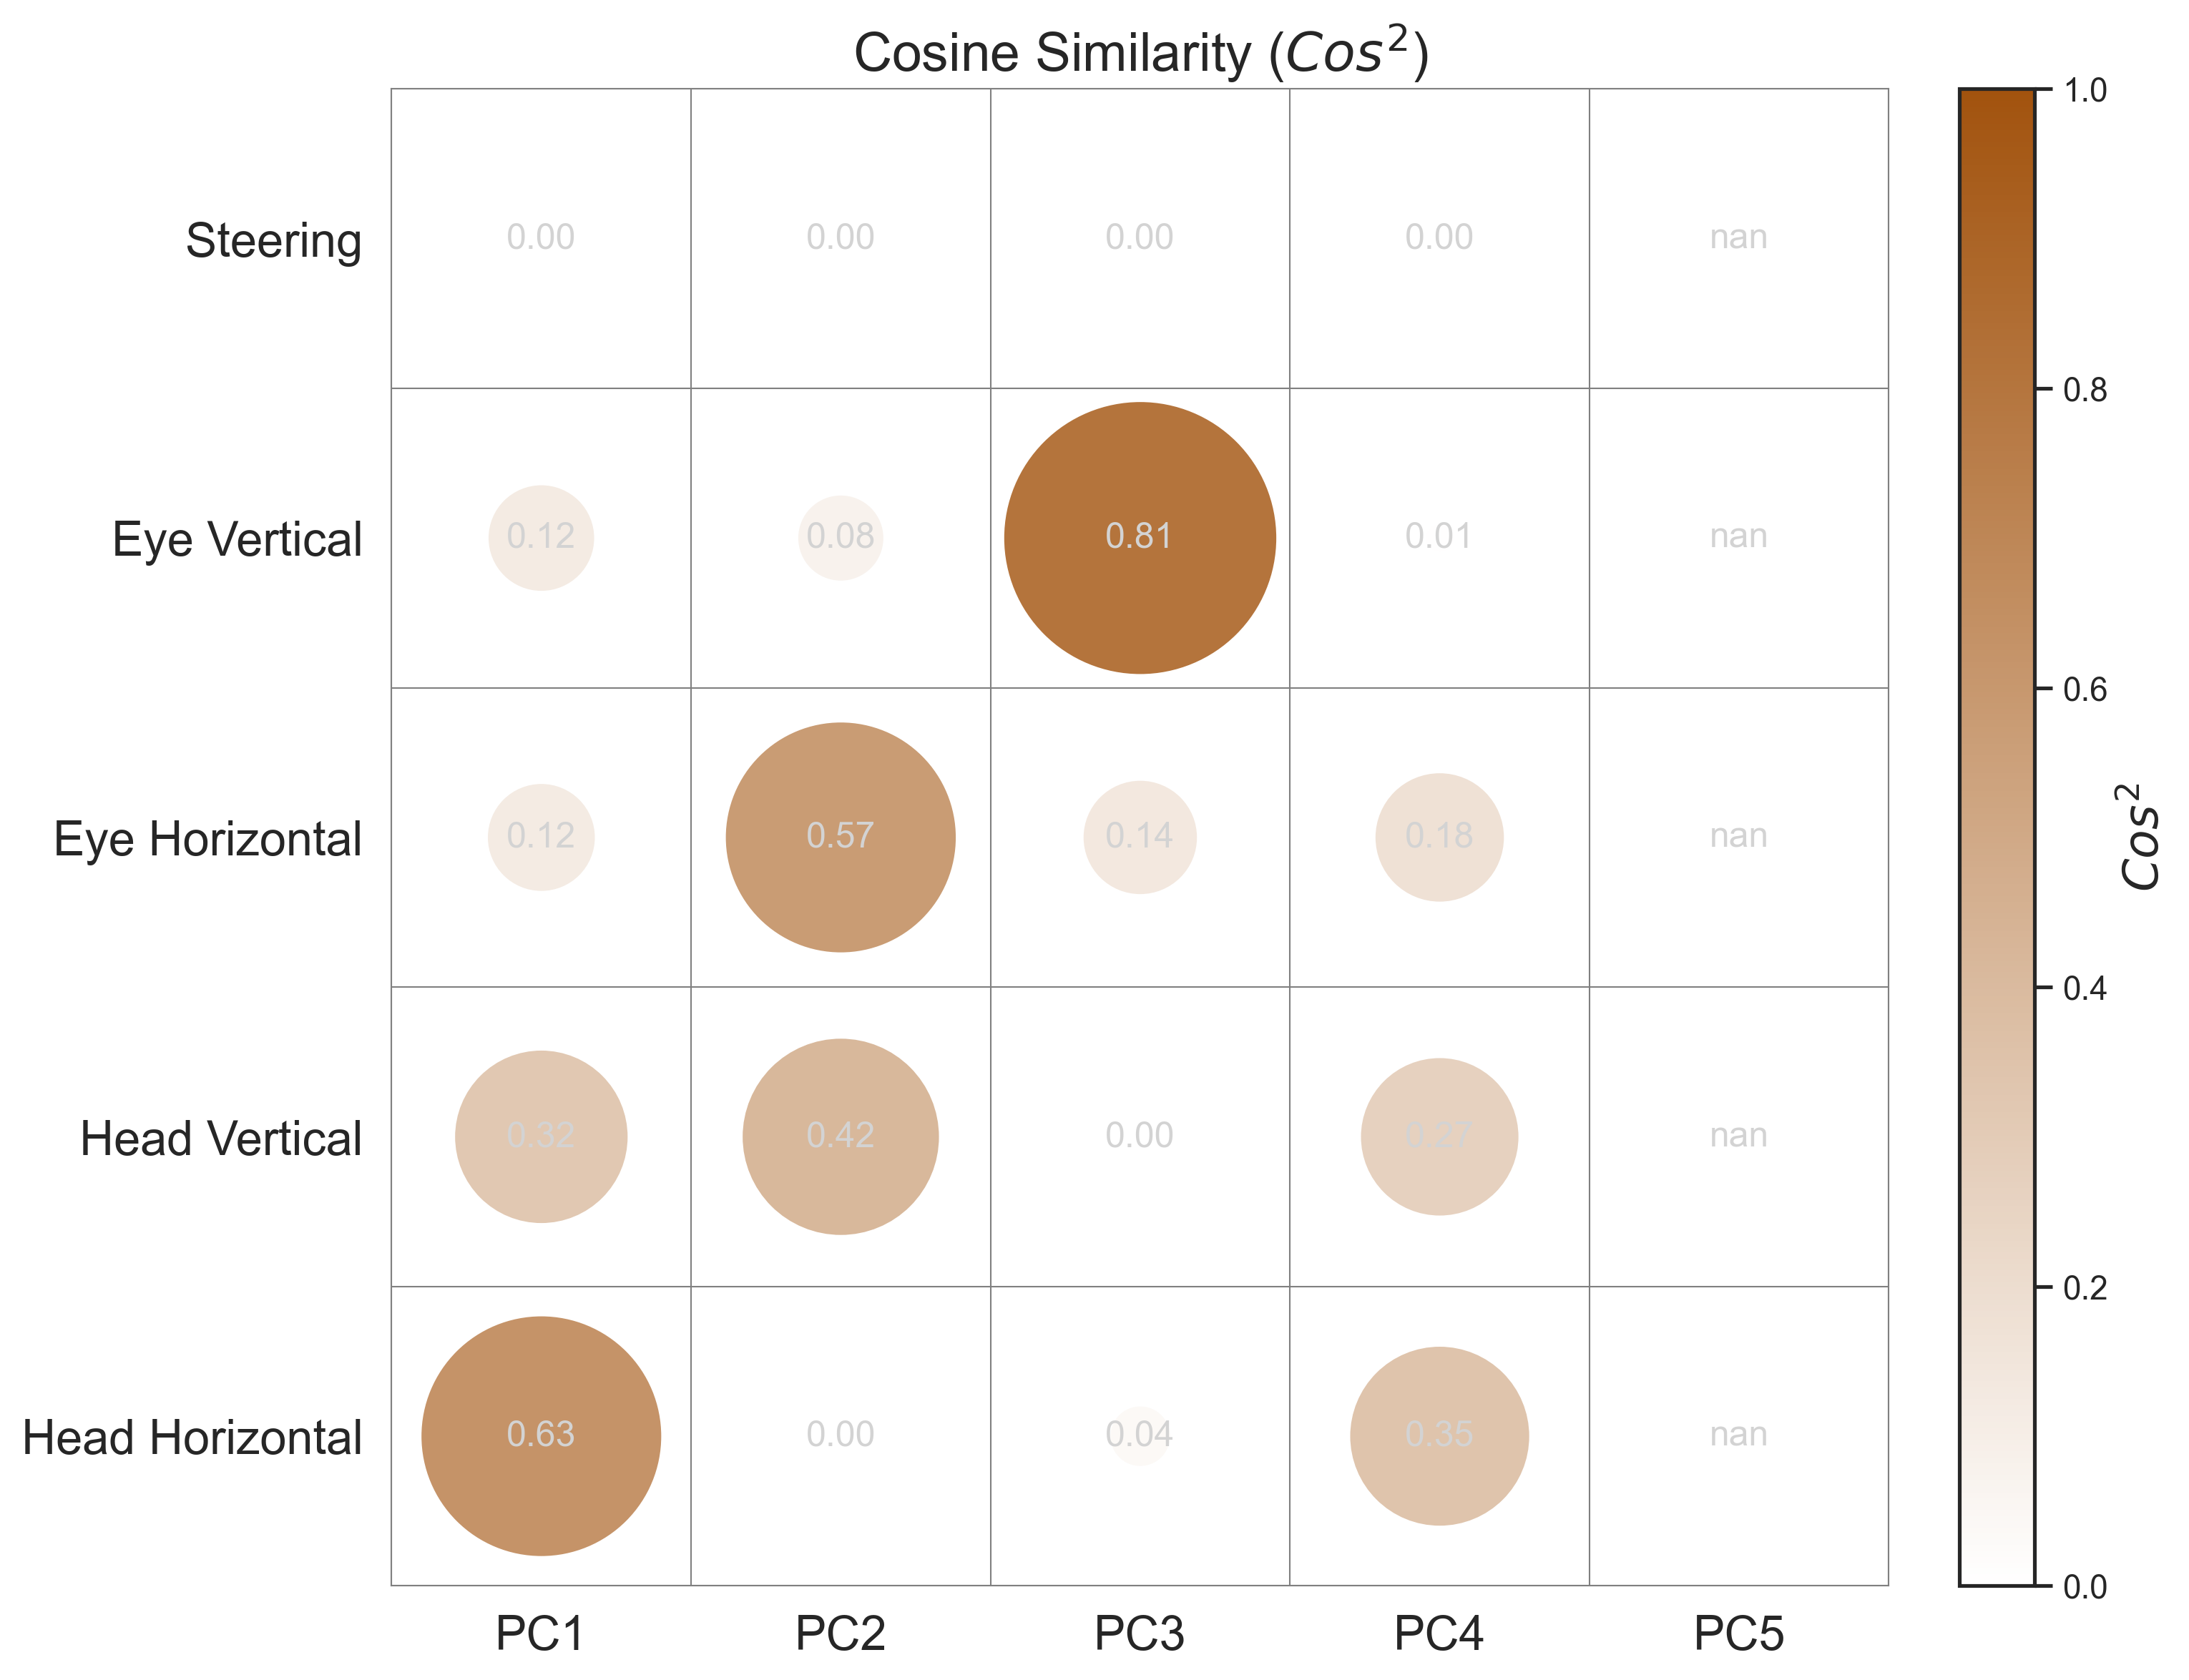 Cosine Similarity (Cos²)
Steering 0.00 0.00 0.00 0.00 nan
Eye Vertical 0.12 0.08 0.81 0.01 nan
Eye Horizontal 0.12 0.57 0.14 0.18 nan
Head Vertical 0.32 0.42 0.00 0.27 nan
Head Horizontal 0.63 0.00 0.04 0.35 nan
PC1 PC2 PC3 PC4 PC5
1.0
0.8
0.6
0.4
0.2
0.0
Cos²